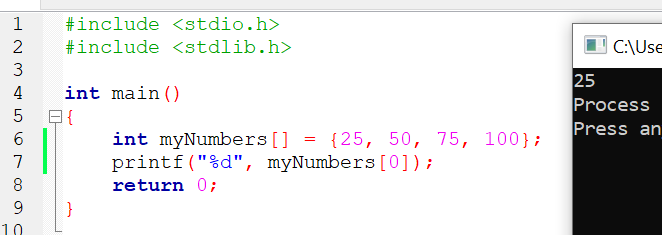 1 #include <stdio.h>
2 #include <stdlib.h>
3
4 int main()
5 {
6     int myNumbers[] = {25, 50, 75, 100};
7     printf("%d", myNumbers[0]);
8     return 0;
9 }
10
C:\Use
25
Process
Press an